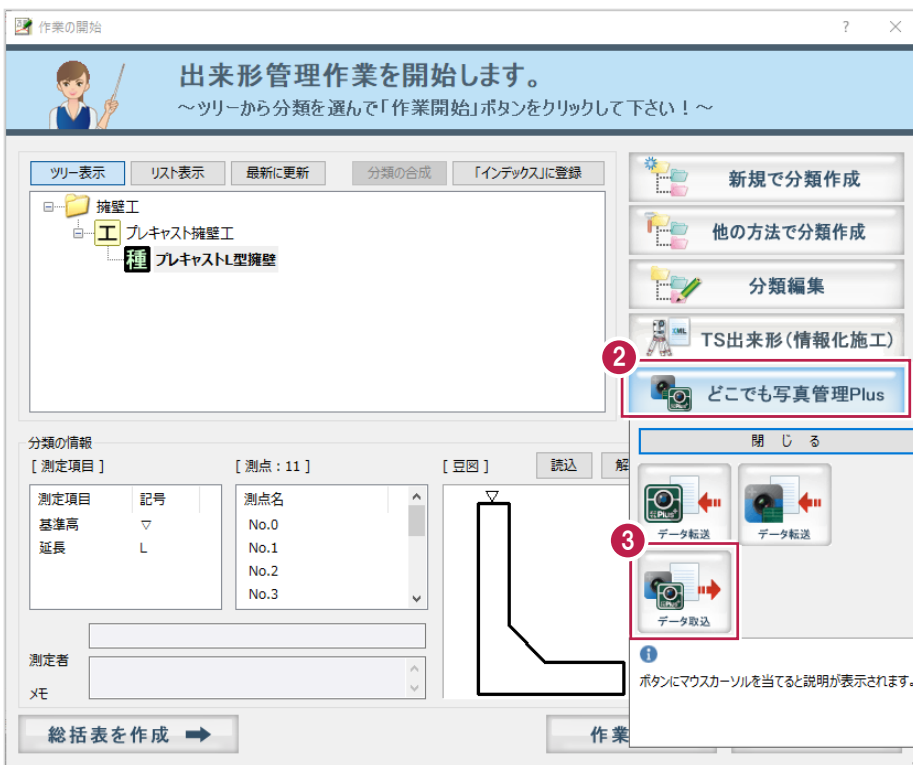 作業の開始
?
×
出来形管理作業を開始します。
～ツリーから分類を選んで「作業開始」ボタンをクリックして下さい！～
ツリー表示
リスト表示
最新に更新
分類の合成
「インデックス」に登録
擁壁工
工 プレキャスト擁壁工
種 プレキャストL型擁壁
新規で分類作成
他の方法で分類作成
分類編集
XML
TS出来形(情報化施工)
2
どこでも写真管理Plus
閉じる
Plus+
データ転送
データ転送
3
データ取込
ボタンにマウスカーソルを当てると説明が表示されます。
分類の情報
[ 測定項目 ]
[ 測点 : 11 ]
[ 豆図 ]
読込
解
測定項目 記号
基準高 ▽
延長 L
測点名
No.0
No.1
No.2
No.3
測定者
メモ
総括表を作成
作業